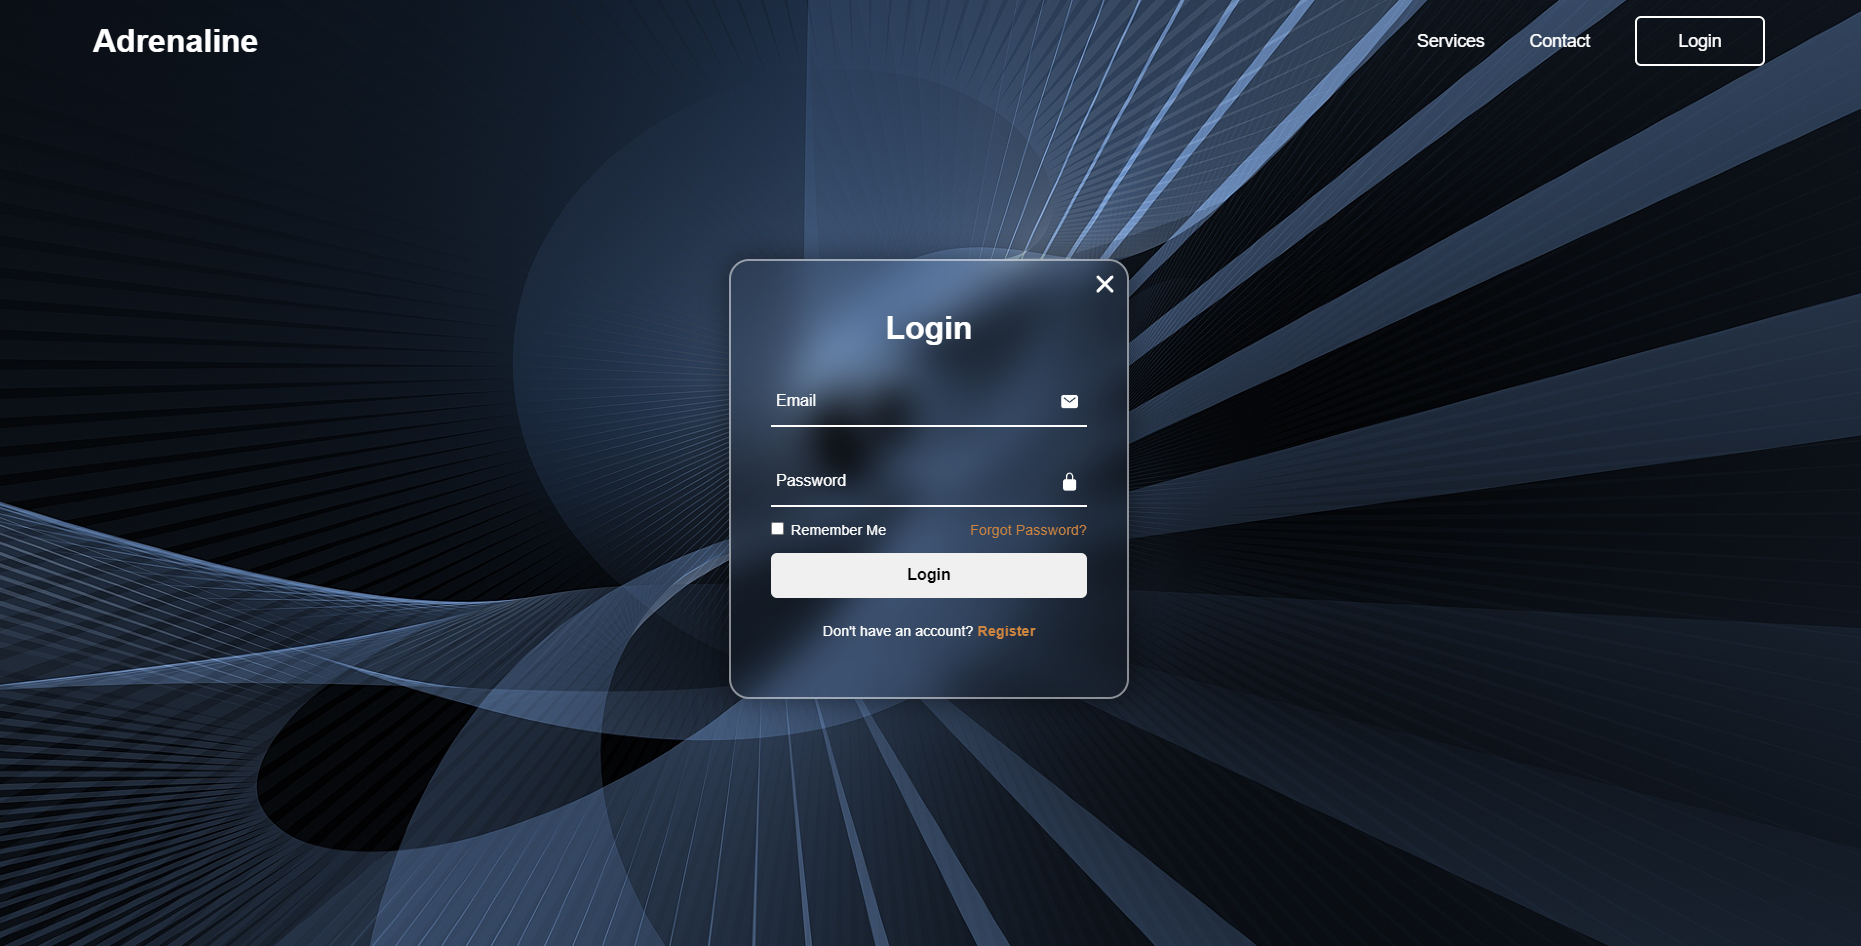 Adrenaline
Services
Contact
Login
Login
Email
Password
Remember Me
Forgot Password?
Login
Don't have an account? Register